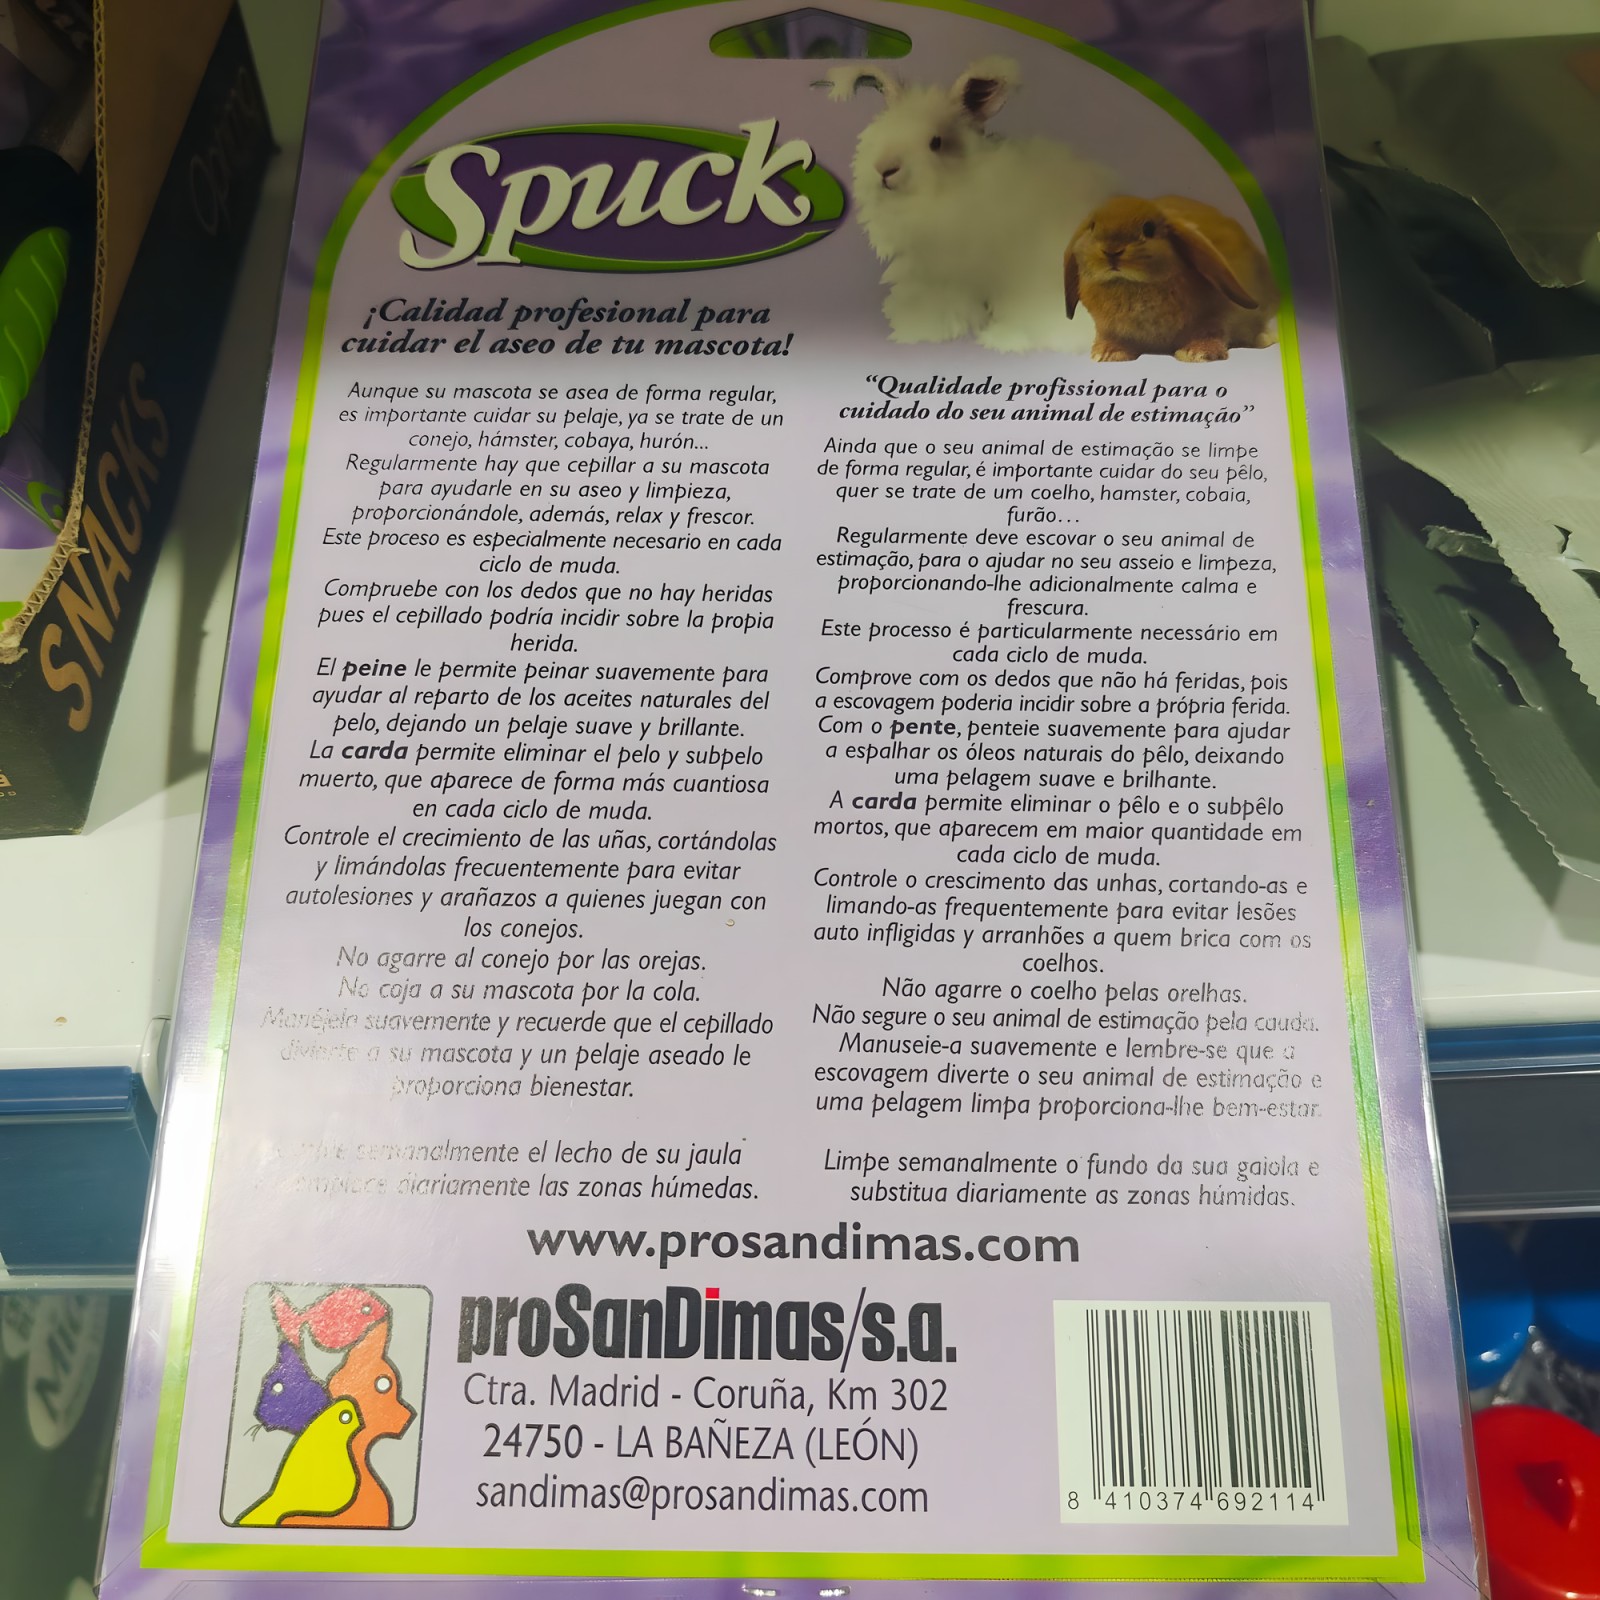 Spuck
¡Calidad profesional para
cuidar el aseo de tu mascota!
Aunque su mascota se asea de forma regular,
es importante cuidar su pelaje, ya se trate de un
conejo, hámster, cobaya, hurón...
Regularmente hay que cepillar a su mascota
para ayudarle en su aseo y limpieza,
proporcionándole, además, relax y frescor.
Este proceso es especialmente necesario en cada
ciclo de muda.
Compruebe con los dedos que no hay heridas
pues el cepillado podría incidir sobre la propia
herida.
El peine le permite peinar suavemente para
ayudar al reparto de los aceites naturales del
pelo, dejando un pelaje suave y brillante.
La carda permite eliminar el pelo y subpelo
muerto, que aparece de forma más cuantiosa
en cada ciclo de muda.
Controle el crecimiento de las uñas, cortándolas
y limándolas frecuentemente para evitar
autolesiones y arañazos a quienes juegan con
los conejos.
No agarre al conejo por las orejas.
No coja a su mascota por la cola.
Manéjela suavemente y recuerde que el cepillado
divierte a su mascota y un pelaje aseado le
proporciona bienestar.
semanalmente el lecho de su jaula
diariamente las zonas húmedas.
"Qualidade profissional para o
cuidado do seu animal de estimação"
Ainda que o seu animal de estimação se limpe
de forma regular, é importante cuidar do seu pêlo,
quer se trate de um coelho, hamster, cobaia,
furão...
Regularmente deve escovar o seu animal de
estimação, para o ajudar no seu asseio e limpeza,
proporcionando-lhe adicionalmente calma e
frescura.
Este processo é particularmente necessário em
cada ciclo de muda.
Comprove com os dedos que não há feridas, pois
a escovagem poderia incidir sobre a própria ferida.
Com o pente, penteie suavemente para ajudar
a espalhar os óleos naturais do pêlo, deixando
uma pelagem suave e brilhante.
A carda permite eliminar o pêlo e o subpêlo
mortos, que aparecem em maior quantidade em
cada ciclo de muda.
Controle o crescimento das unhas, cortando-as e
limando-as frequentemente para evitar lesões
auto infligidas y arranhões a quem brica com os
coelhos.
Não agarre o coelho pelas orelhas.
Não segure o seu animal de estimação pela cauda.
Manuseie-a suavemente e lembre-se que a
escovagem diverte o seu animal de estimação e
uma pelagem limpa proporciona-lhe bem-estar.
Limpe semanalmente o fundo da sua gaiola e
substitua diariamente as zonas húmidas.
www.prosandimas.com
proSanDimas/s.a.
Ctra. Madrid - Coruña, Km 302
24750 - LA BAÑEZA (LEÓN)
sandimas@prosandimas.com
8 410374 692114
SNACKS